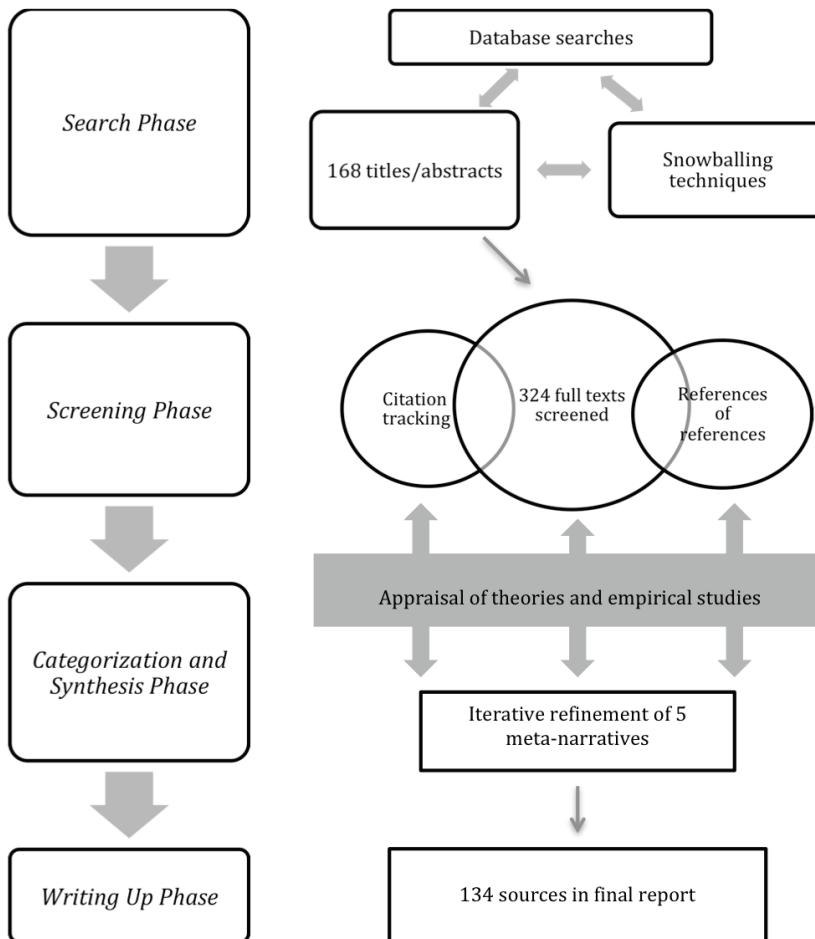 Search Phase
Database searches
168 titles/abstracts
Snowballing
techniques
Screening Phase
Citation
tracking
324 full texts
screened
References
of
references
Categorization and
Synthesis Phase
Appraisal of theories and empirical studies
Iterative refinement of 5
meta-narratives
Writing Up Phase
134 sources in final report